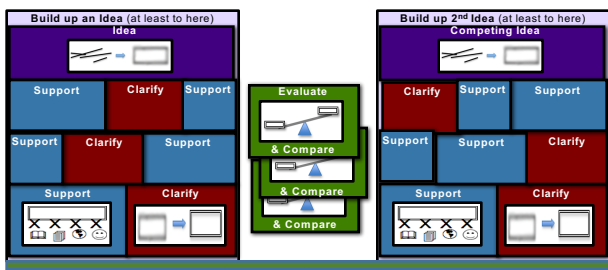 Build up an Idea (at least to here)
Idea
Support Clarify Support
Support Clarify Support
Support Clarify
Evaluate
& Compare
& Compare
& Compare
Build up 2nd Idea (at least to here)
Competing Idea
Clarify Support Support
Support Support Clarify
Support Clarify